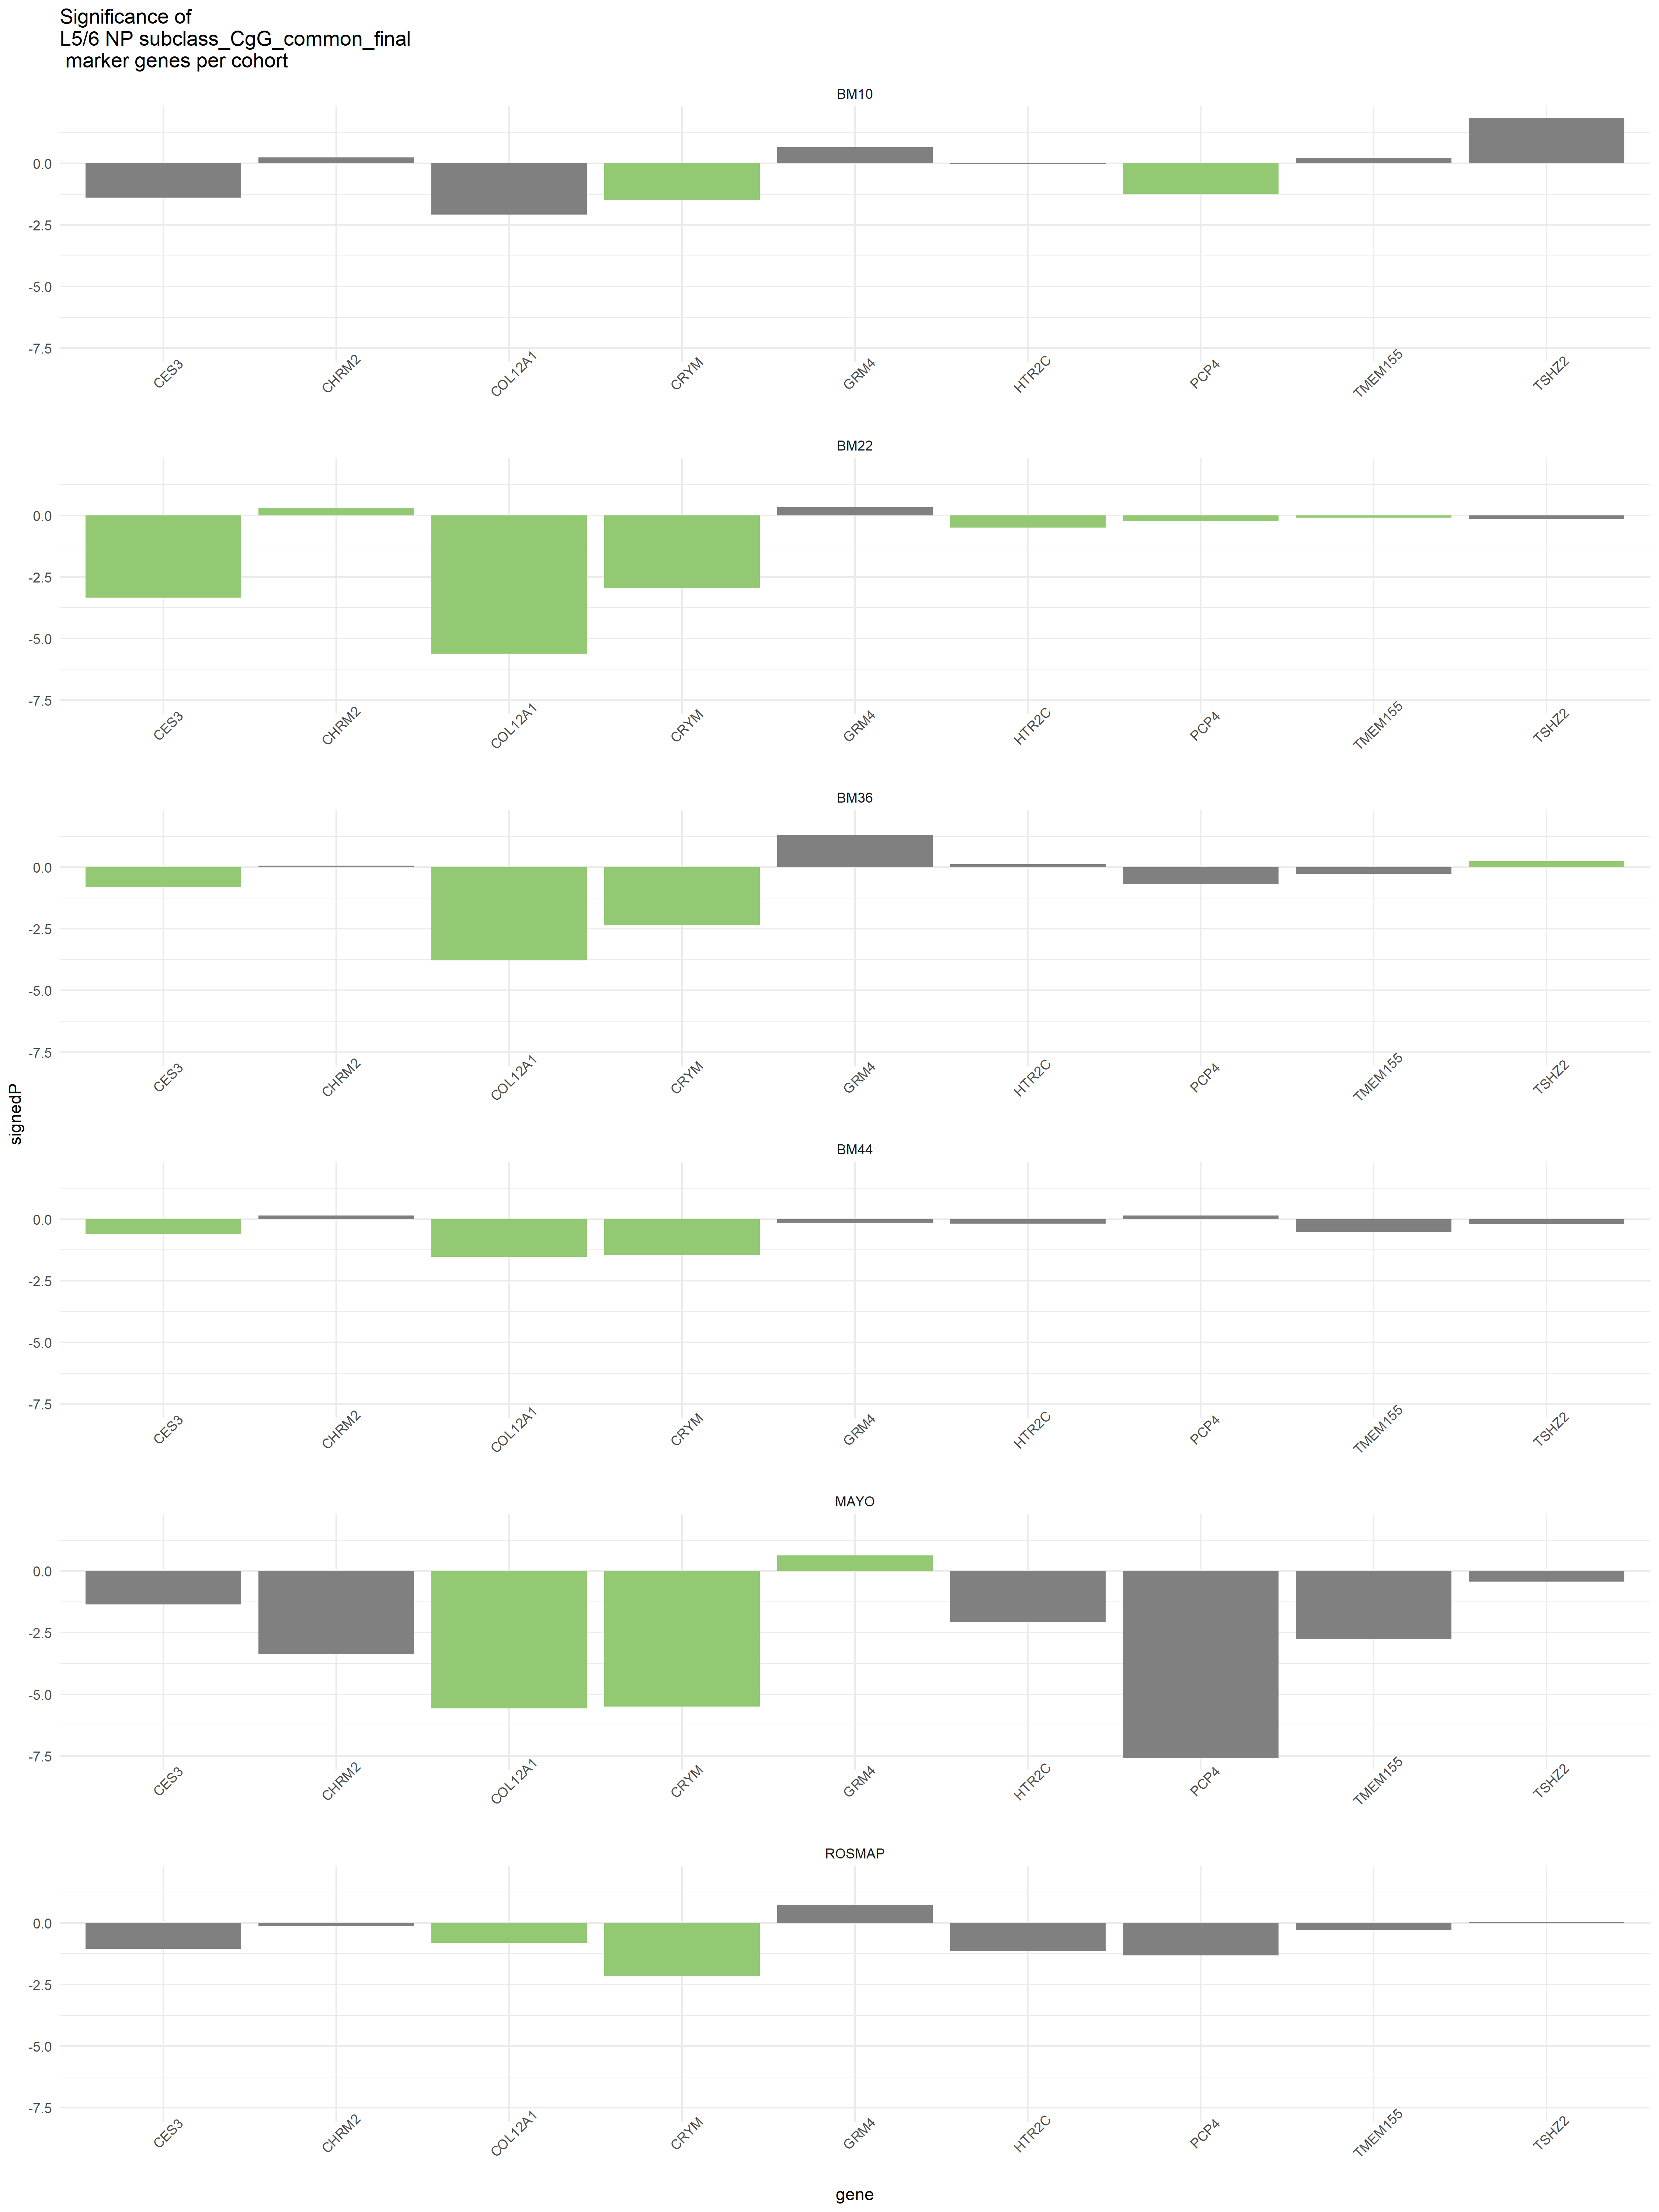 Significance of
L5/6 NP subclass_CgG_common_final
marker genes per cohort
BM10
0.0
-2.5
-5.0
-7.5
CES3 CHRM2 COL12A1 CRYM GRM4 HTR2C PCP4 TMEM155 TSHZ2
BM22
0.0
-2.5
-5.0
-7.5
CES3 CHRM2 COL12A1 CRYM GRM4 HTR2C PCP4 TMEM155 TSHZ2
BM36
0.0
-2.5
-5.0
-7.5
CES3 CHRM2 COL12A1 CRYM GRM4 HTR2C PCP4 TMEM155 TSHZ2
signedP
BM44
0.0
-2.5
-5.0
-7.5
CES3 CHRM2 COL12A1 CRYM GRM4 HTR2C PCP4 TMEM155 TSHZ2
MAYO
0.0
-2.5
-5.0
-7.5
CES3 CHRM2 COL12A1 CRYM GRM4 HTR2C PCP4 TMEM155 TSHZ2
ROSMAP
0.0
-2.5
-5.0
-7.5
CES3 CHRM2 COL12A1 CRYM GRM4 HTR2C PCP4 TMEM155 TSHZ2
gene